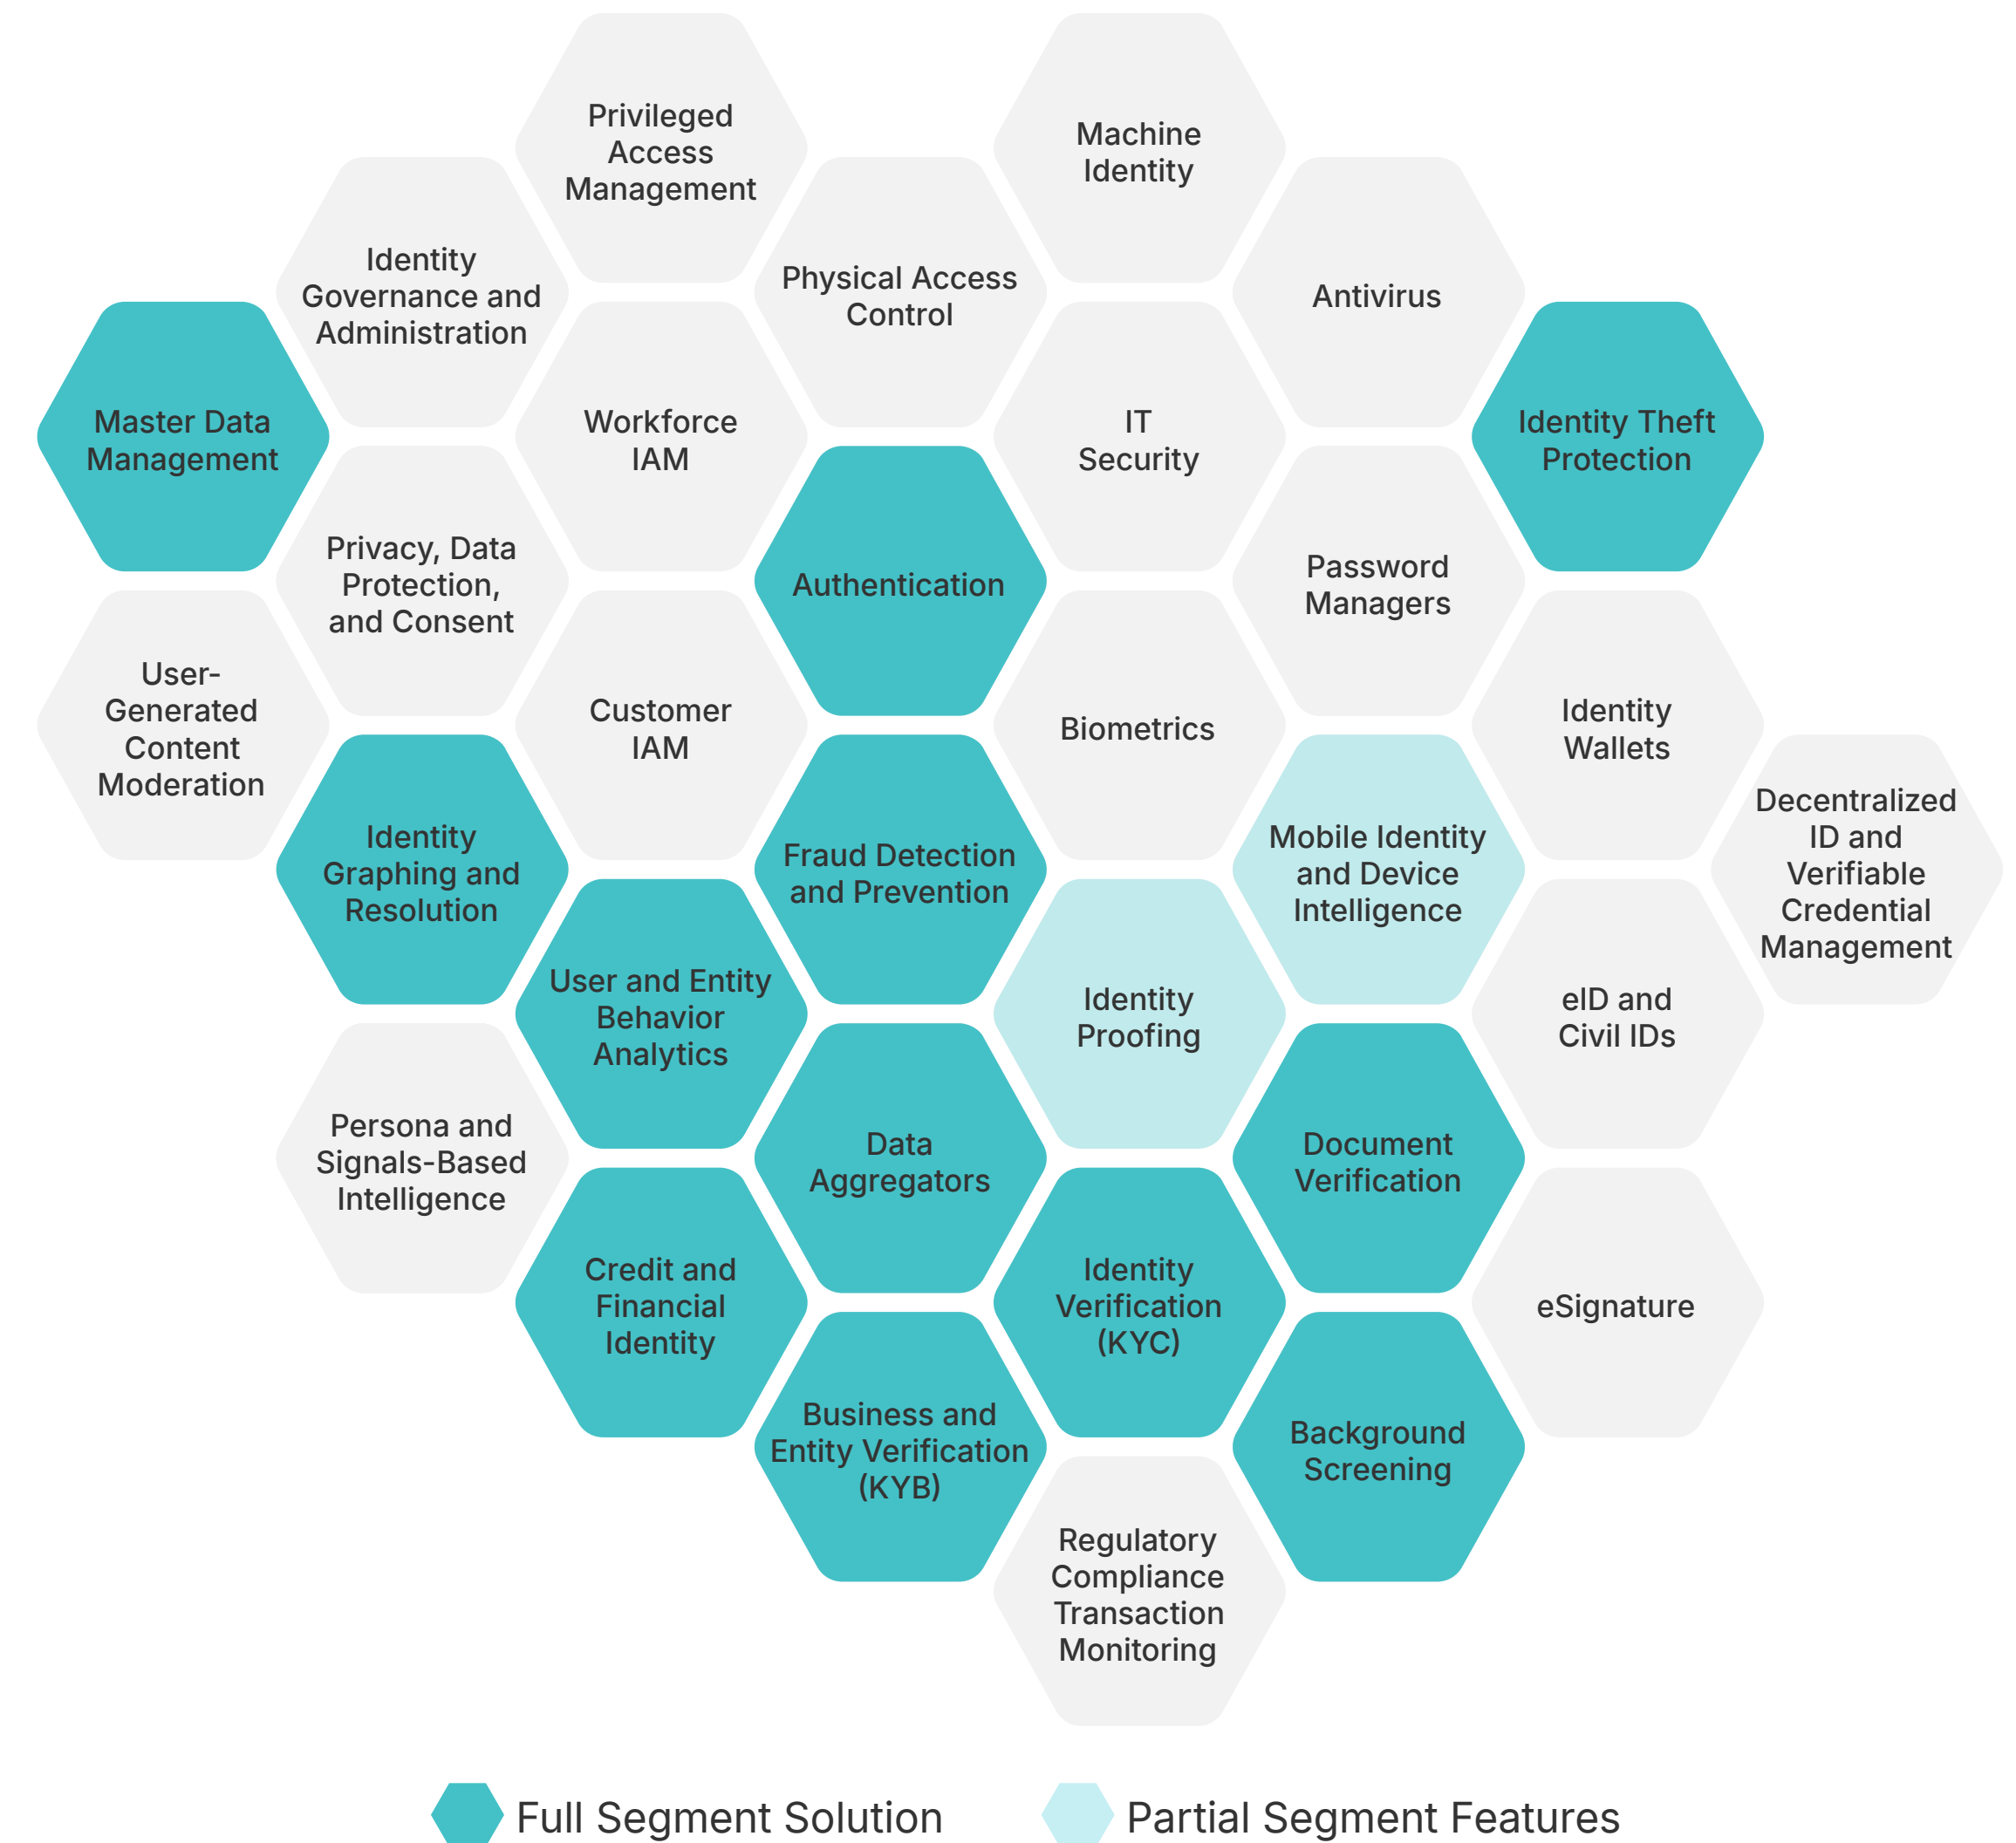 Privileged
Access
Management
Machine
Identity
Identity
Governance and
Administration
Physical Access
Control
Antivirus
Master Data
Management
Workforce
IAM
IT
Security
Identity Theft
Protection
Privacy, Data
Protection,
and Consent
Authentication
Password
Managers
User-
Generated
Content
Moderation
Customer
IAM
Biometrics
Identity
Wallets
Identity
Graphing and
Resolution
Fraud Detection
and Prevention
Mobile Identity
and Device
Intelligence
Decentralized
ID and
Verifiable
Credential
Management
User and Entity
Behavior
Analytics
Identity
Proofing
eID and
Civil IDs
Persona and
Signals-Based
Intelligence
Data
Aggregators
Document
Verification
Credit and
Financial
Identity
Identity
Verification
(KYC)
eSignature
Business and
Entity Verification
(KYB)
Background
Screening
Regulatory
Compliance
Transaction
Monitoring
Full Segment Solution
Partial Segment Features